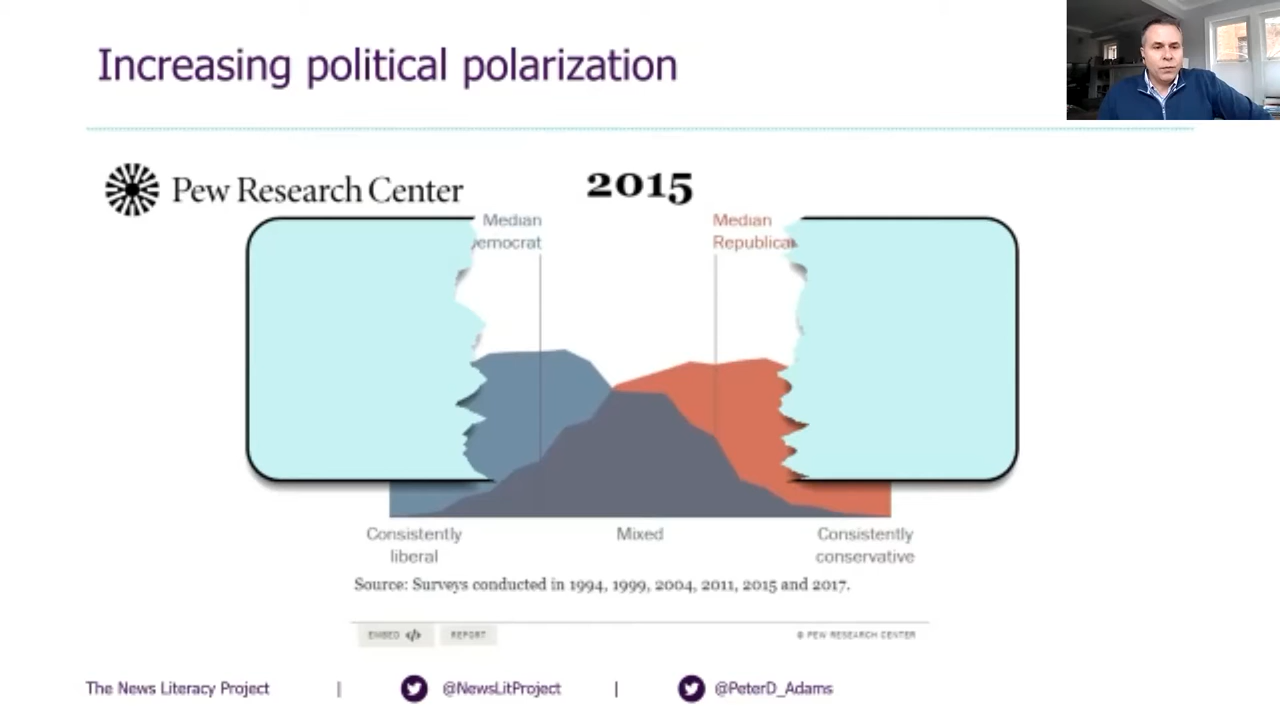 Increasing political polarization
Pew Research Center
2015
Median
emocrat
Median
Republica
Consistently
liberal
Mixed
Consistently
conservative
Source: Surveys conducted in 1994, 1999, 2004, 2011, 2015 and 2017.
EMBED </>
REPORT
© PEW RESEARCH CENTER
The News Literacy Project | @NewsLitProject | @PeterD_Adams